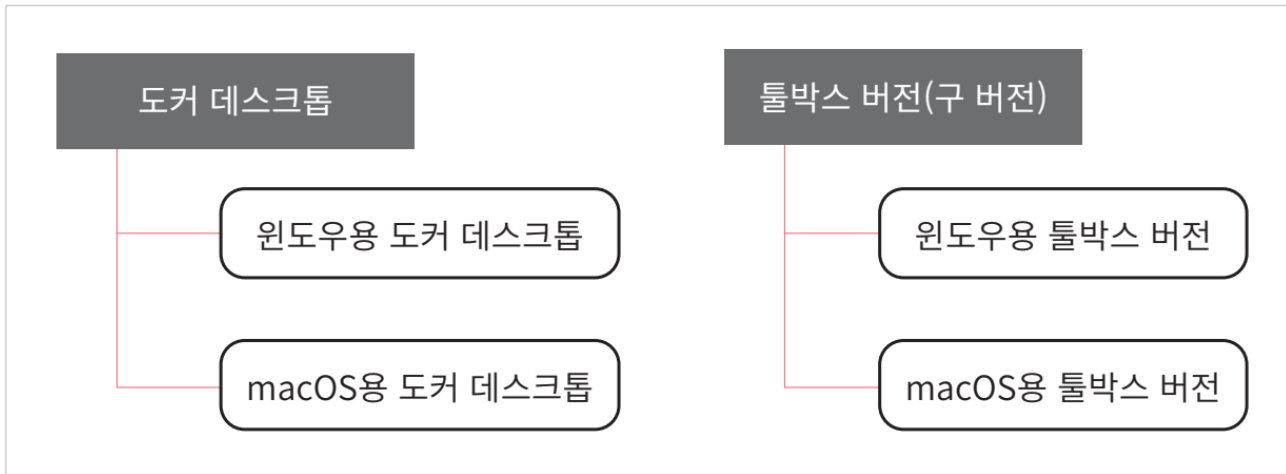 도커 데스크톱
윈도우용 도커 데스크톱
macOS용 도커 데스크톱
툴박스 버전(구 버전)
윈도우용 툴박스 버전
macOS용 툴박스 버전